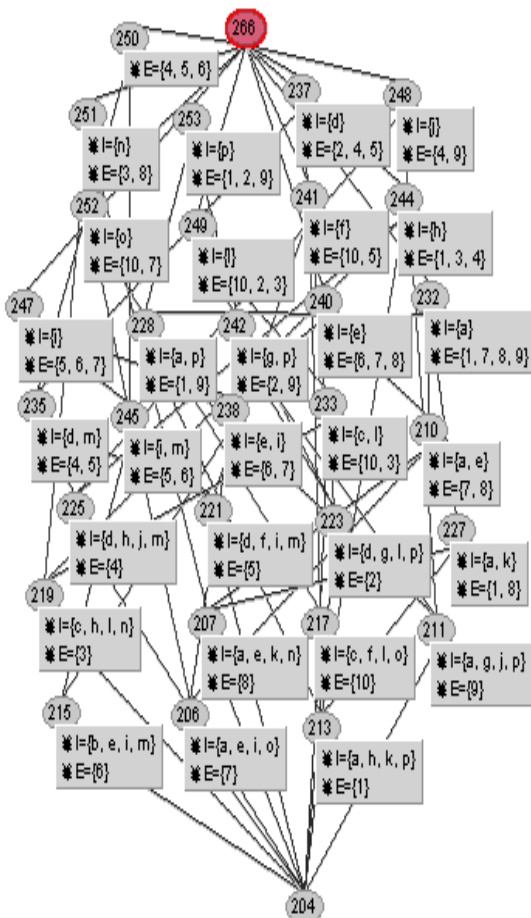 266
250
E={4, 5, 6}
237
248
251
253
I={d}
E={2, 4, 5}
I={j}
E={4, 9}
I={n}
E={3, 8}
I={p}
E={1, 2, 9}
252
249
241
244
I={o}
E={10, 7}
I={l}
E={10, 2, 3}
I={f}
E={10, 5}
I={h}
E={1, 3, 4}
247
228
242
240
232
I={i}
E={5, 6, 7}
I={a, p}
E={1, 9}
I={g, p}
E={2, 9}
I={e}
E={6, 7, 8}
I={a}
E={1, 7, 8, 9}
235
245
238
233
210
I={d, m}
E={4, 5}
I={i, m}
E={5, 6}
I={e, i}
E={6, 7}
I={c, l}
E={10, 3}
I={a, e}
E={7, 8}
225
221
223
227
I={d, h, j, m}
E={4}
I={d, f, i, m}
E={5}
I={d, g, l, p}
E={2}
I={a, k}
E={1, 8}
219
207
217
211
I={c, h, l, n}
E={3}
I={a, e, k, n}
E={8}
I={c, f, l, o}
E={10}
I={a, g, j, p}
E={9}
215
206
213
I={b, e, i, m}
E={6}
I={a, e, i, o}
E={7}
I={a, h, k, p}
E={1}
204